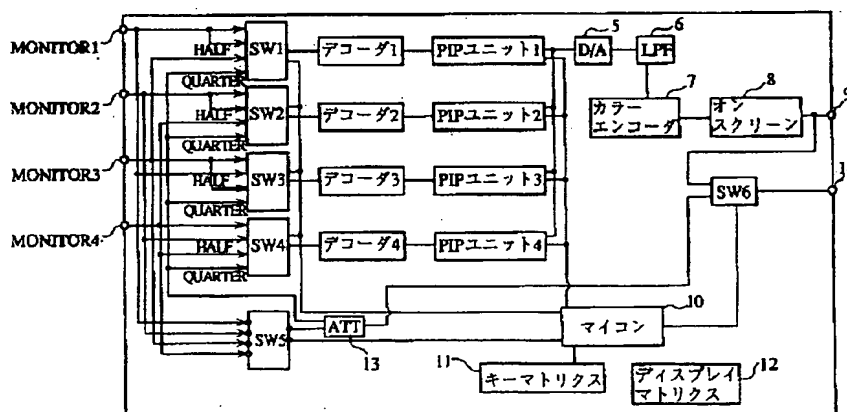 MONITOR1
HALF
QUARTER
SW1
デコーダ1
PIPユニット1
5
D/A
6
LPF
MONITOR2
HALF
QUARTER
SW2
デコーダ2
PIPユニット2
7
カラー
エンコーダ
8
オン
スクリーン
9
MONITOR3
HALF
QUARTER
SW3
デコーダ3
PIPユニット3
SW6
MONITOR4
HALF
QUARTER
SW4
デコーダ4
PIPユニット4
SW5
ATT
13
10
マイコン
11
キーマトリクス
12
ディスプレイ
マトリクス